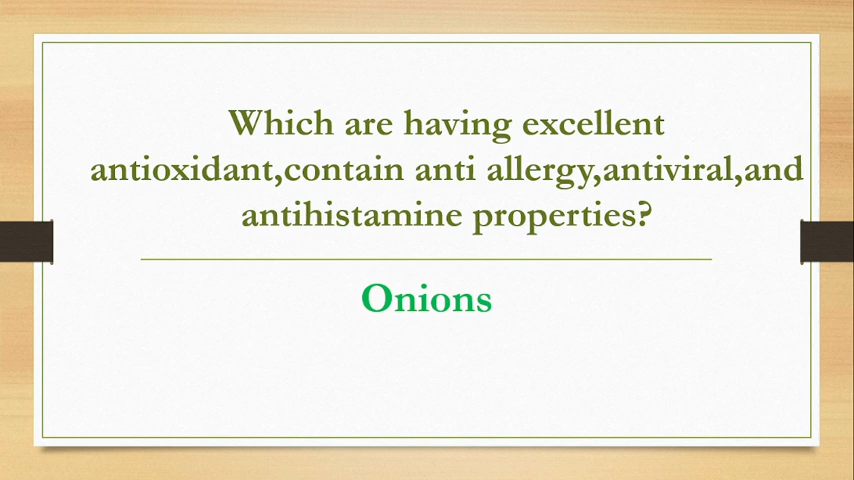 Which are having excellent
antioxidant,contain anti allergy,antiviral,and
antihistamine properties?
Onions